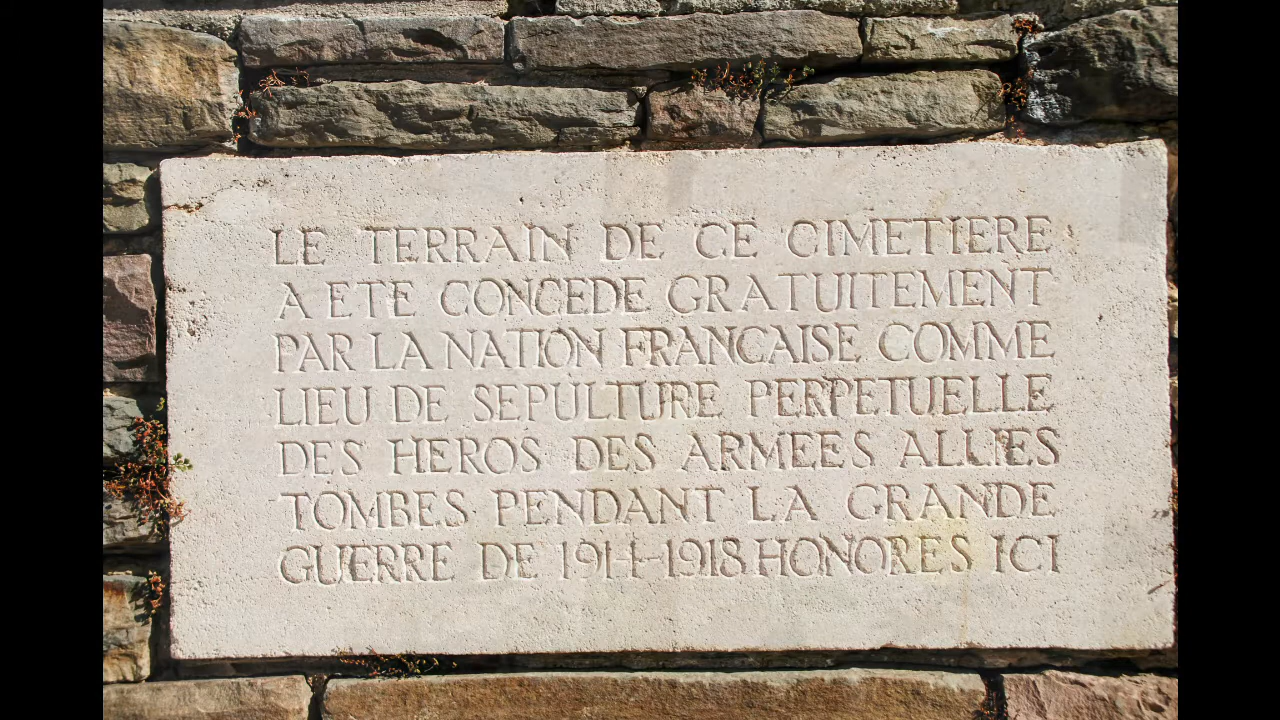 LE TERRAIN DE CE CIMETIERE
A ETE CONCEDE GRATUITEMENT
PAR LA NATION FRANCAISE COMME
LIEU DE SEPULTURE PERPETUELLE
DES HEROS DES ARMEES ALLIES
TOMBES PENDANT LA GRANDE
GUERRE DE 1914-1918 HONORES ICI